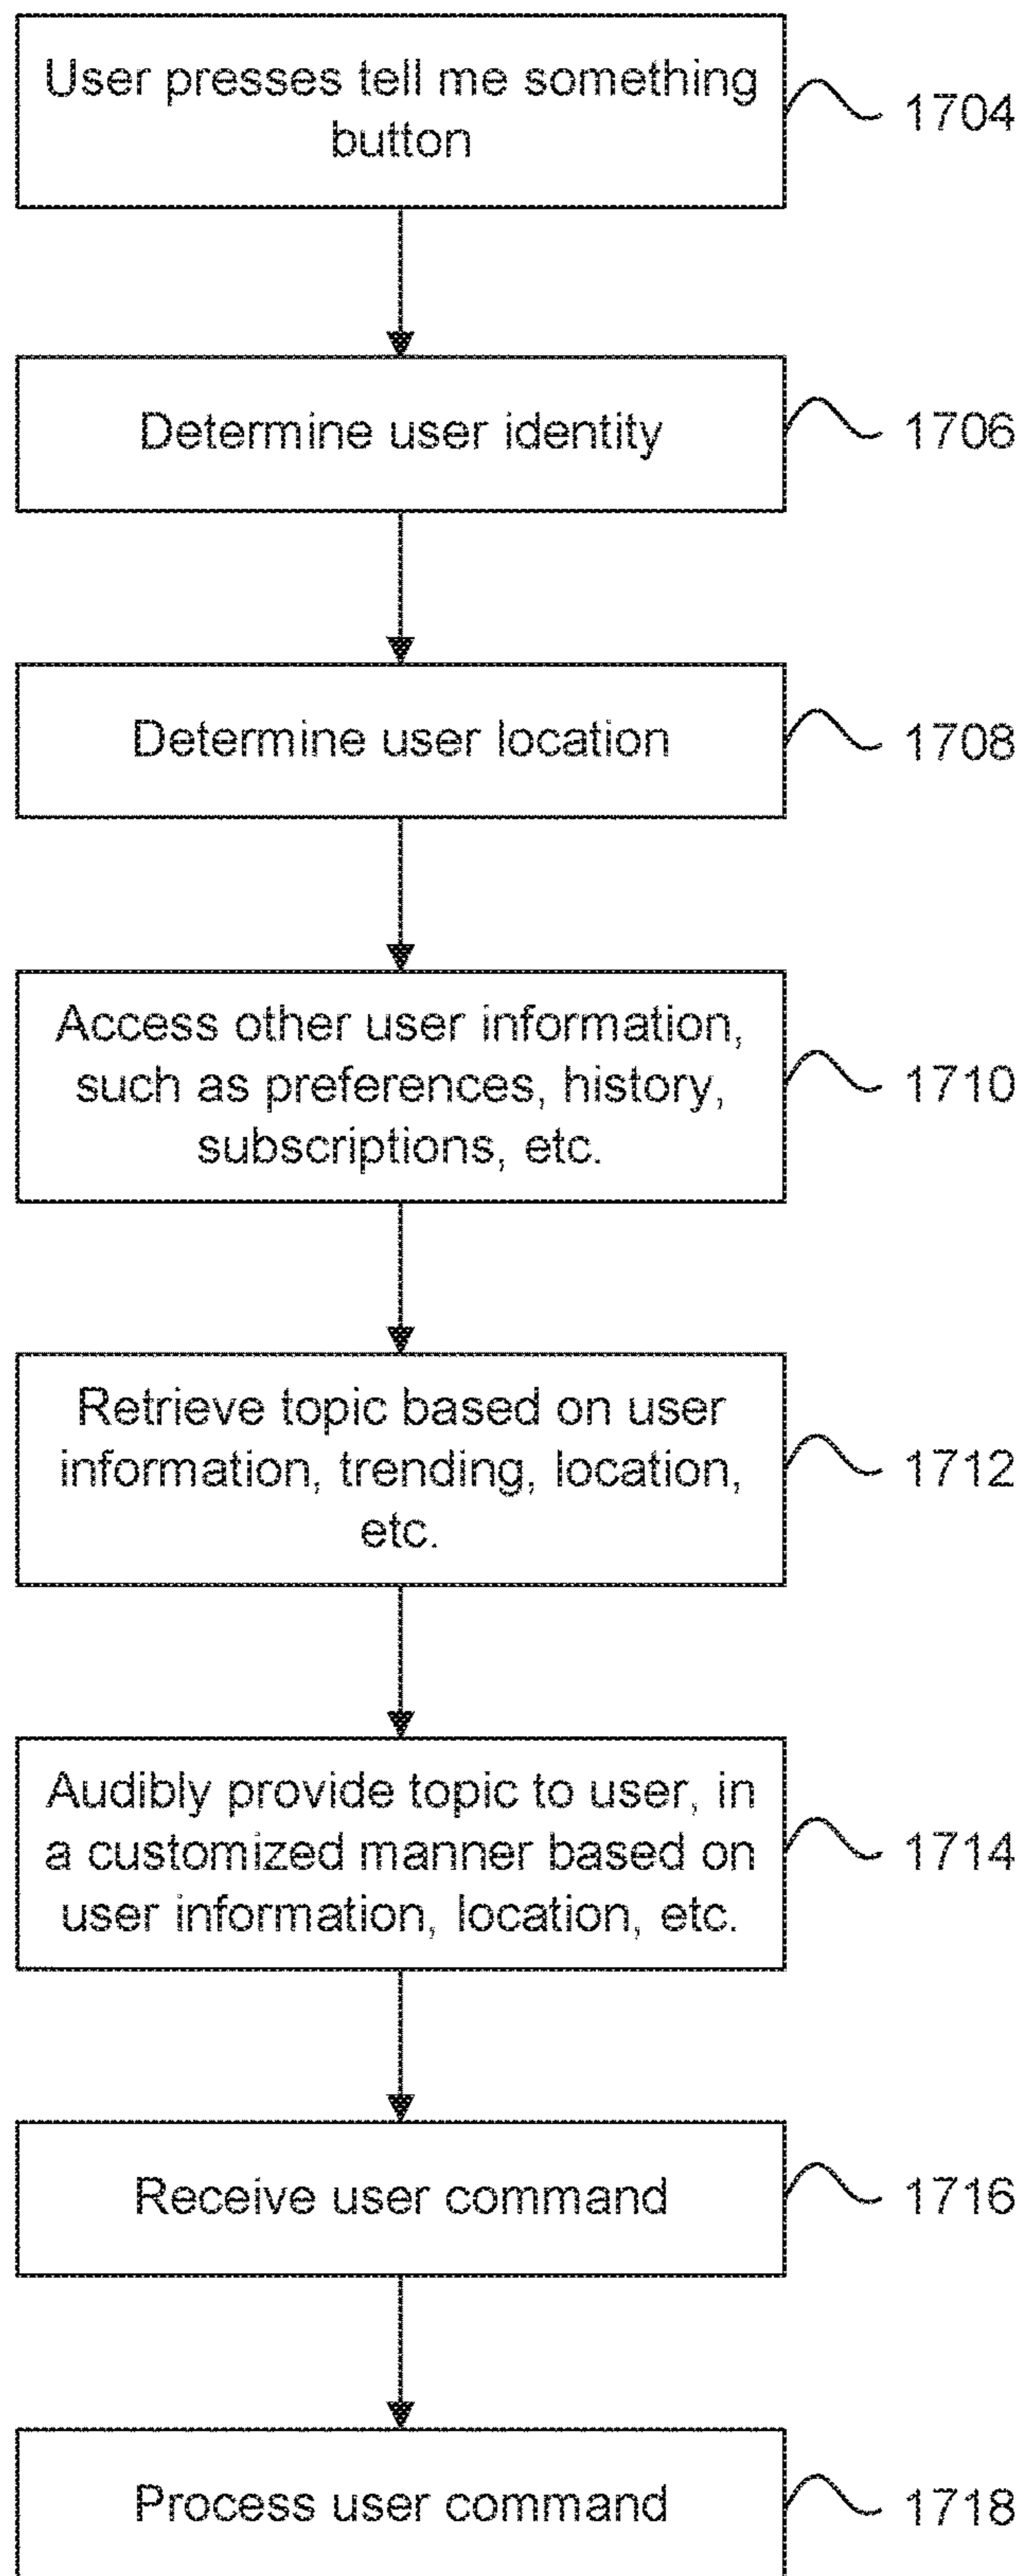 User presses tell me something
button
1704
Determine user identity
1706
Determine user location
1708
Access other user information,
such as preferences, history,
subscriptions, etc.
1710
Retrieve topic based on user
information, trending, location,
etc.
1712
Audibly provide topic to user, in
a customized manner based on
user information, location, etc.
1714
Receive user command
1716
Process user command
1718